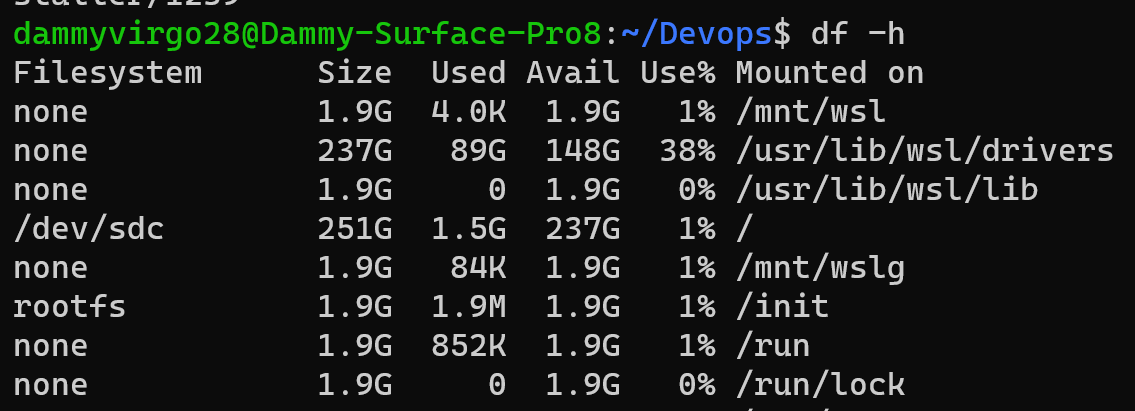 dammyvirgo28@Dammy-Surface-Pro8:~/Devops$ df -h
Filesystem      Size  Used Avail Use% Mounted on
none            1.9G  4.0K  1.9G   1% /mnt/wsl
none            237G   89G  148G  38% /usr/lib/wsl/drivers
none            1.9G     0  1.9G   0% /usr/lib/wsl/lib
/dev/sdc        251G  1.5G  237G   1% /
none            1.9G   84K  1.9G   1% /mnt/wslg
rootfs          1.9G  1.9M  1.9G   1% /init
none            1.9G  852K  1.9G   1% /run
none            1.9G     0  1.9G   0% /run/lock